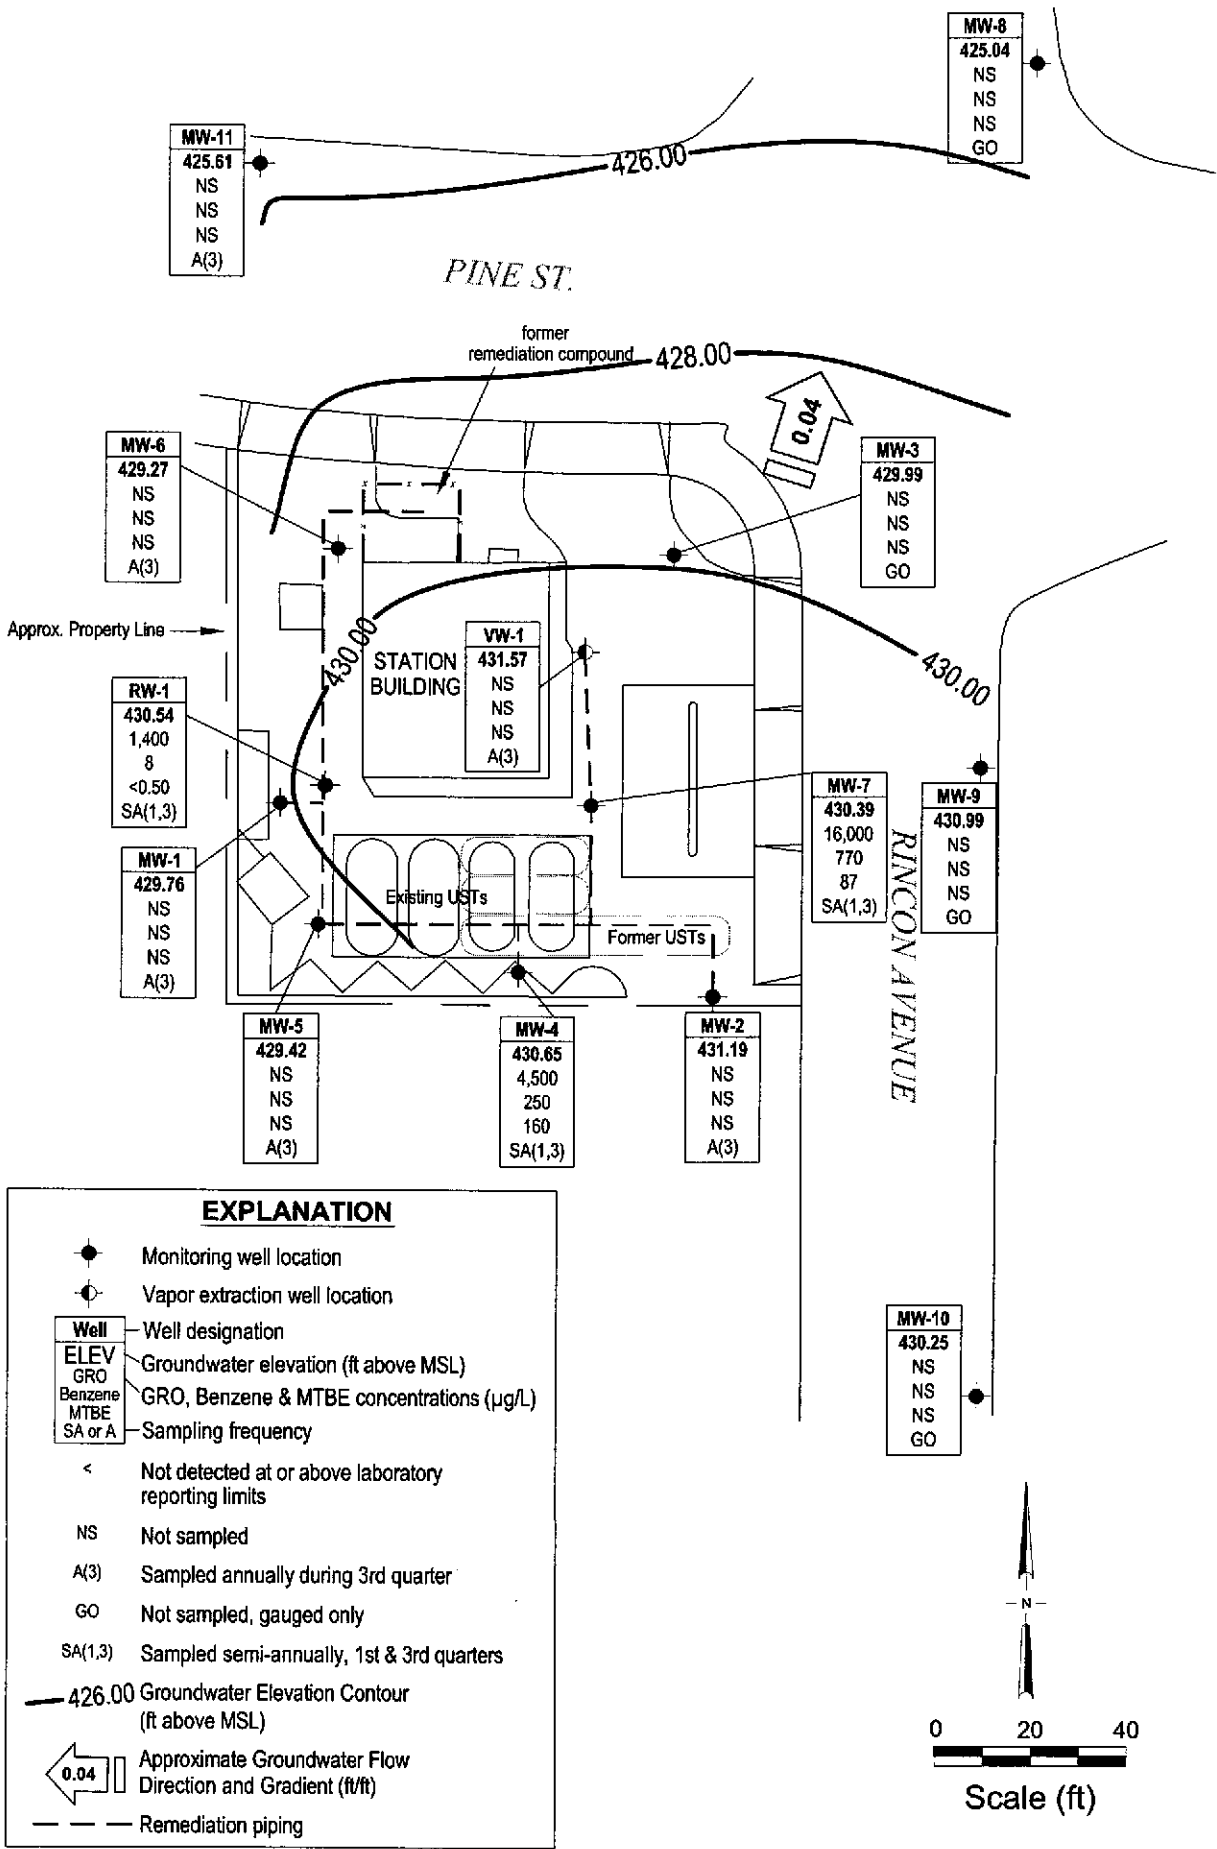 MW-8
425.04
NS
NS
NS
GO
MW-11
425.61
NS
NS
NS
A(3)
426.00
PINE ST.
former
remediation compound
428.00
0.04
MW-6
429.27
NS
NS
NS
A(3)
MW-3
429.99
NS
NS
NS
GO
Approx. Property Line
430.00
STATION
BUILDING
VW-1
431.57
NS
NS
NS
A(3)
430.00
RW-1
430.54
1,400
8
<0.50
SA(1,3)
MW-7
430.39
16,000
770
87
SA(1,3)
MW-9
430.99
NS
NS
NS
GO
RINCON AVENUE
MW-1
429.76
NS
NS
NS
A(3)
Existing USTs
Former USTs
MW-5
429.42
NS
NS
NS
A(3)
MW-4
430.65
4,500
250
160
SA(1,3)
MW-2
431.19
NS
NS
NS
A(3)
EXPLANATION
Monitoring well location
Vapor extraction well location
Well
Well designation
ELEV
Groundwater elevation (ft above MSL)
GRO
Benzene
MTBE
GRO, Benzene & MTBE concentrations (µg/L)
SA or A
Sampling frequency
< Not detected at or above laboratory
reporting limits
NS Not sampled
A(3) Sampled annually during 3rd quarter
GO Not sampled, gauged only
SA(1,3) Sampled semi-annually, 1st & 3rd quarters
426.00 Groundwater Elevation Contour
(ft above MSL)
0.04
Approximate Groundwater Flow
Direction and Gradient (ft/ft)
Remediation piping
MW-10
430.25
NS
NS
NS
GO
N
0 20 40
Scale (ft)